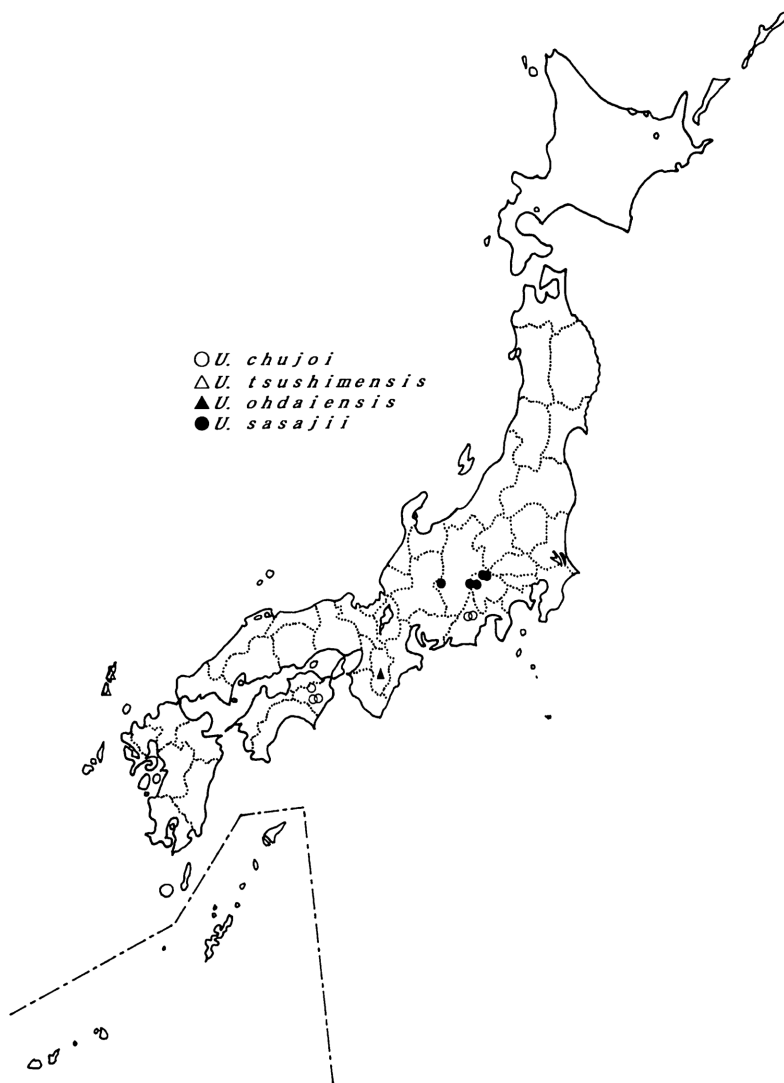 ○ U. chujoi
△ U. tsushimensis
▲ U. ohdaiensis
● U. sasajii